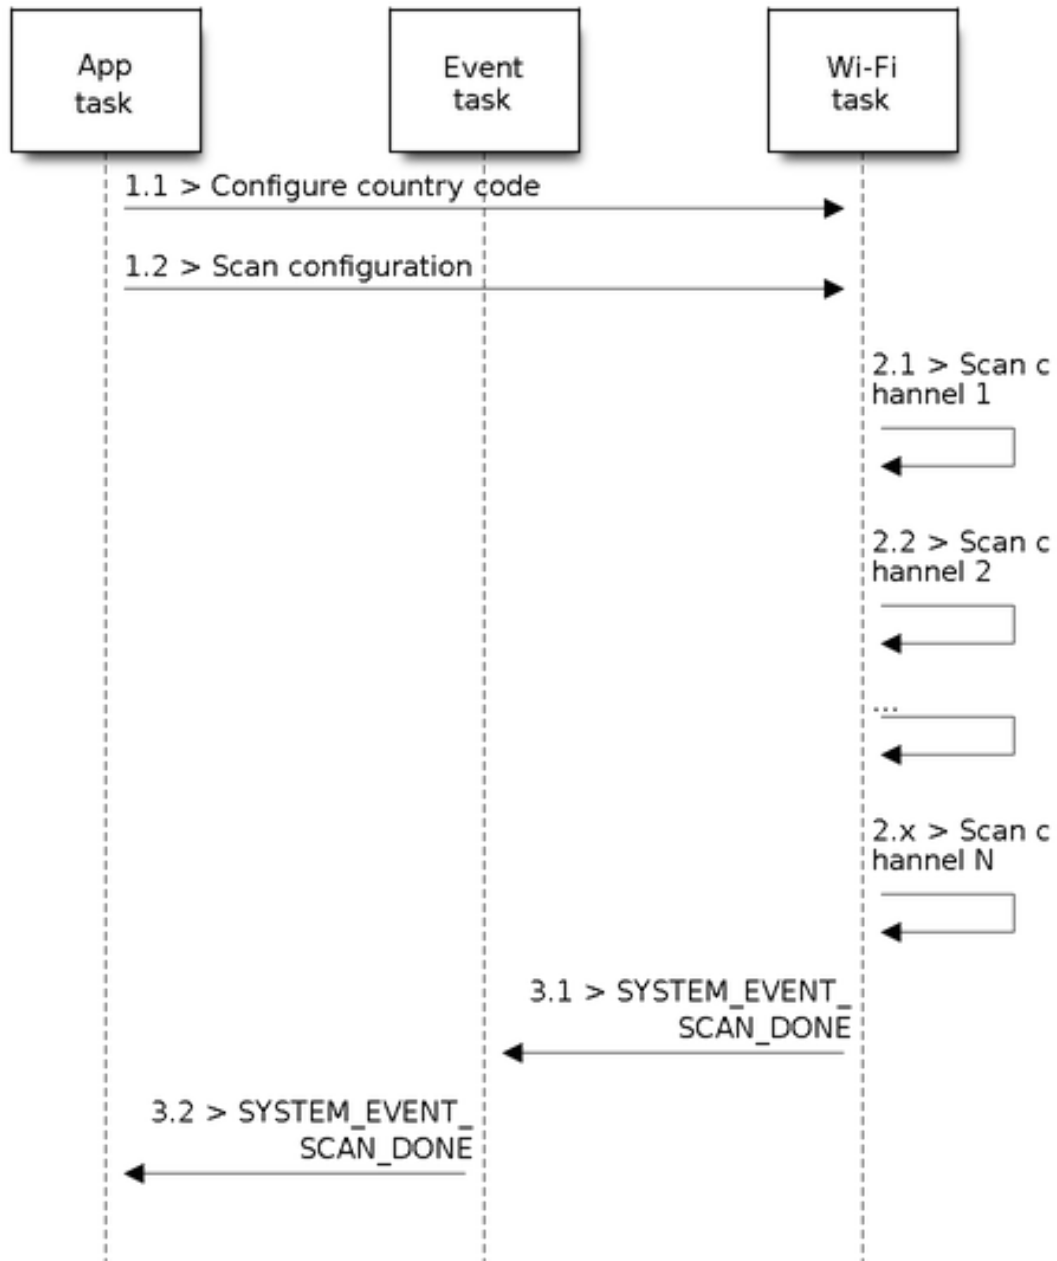 App
task
Event
task
Wi-Fi
task
1.1 > Configure country code
1.2 > Scan configuration
2.1 > Scan c
hannel 1
2.2 > Scan c
hannel 2
...
2.x > Scan c
hannel N
3.1 > SYSTEM_EVENT_
SCAN_DONE
3.2 > SYSTEM_EVENT_
SCAN_DONE